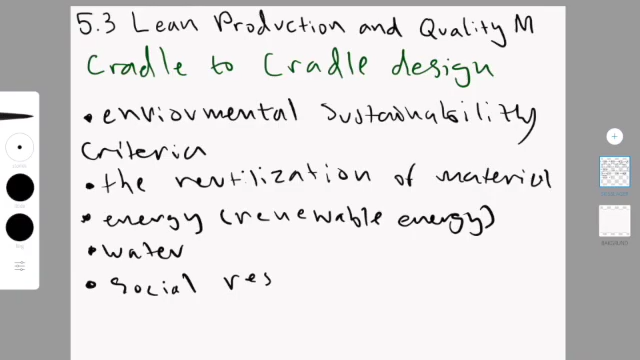 5.3 Lean Production and Quality M
Cradle to Cradle design
• enviormental sustainability
criteria
• the reutilization of material
• energy (renewable energy)
• water
• social res